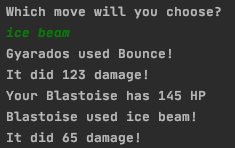 Which move will you choose?
ice beam
Gyarados used Bounce!
It did 123 damage!
Your Blastoise has 145 HP
Blastoise used ice beam!
It did 65 damage!